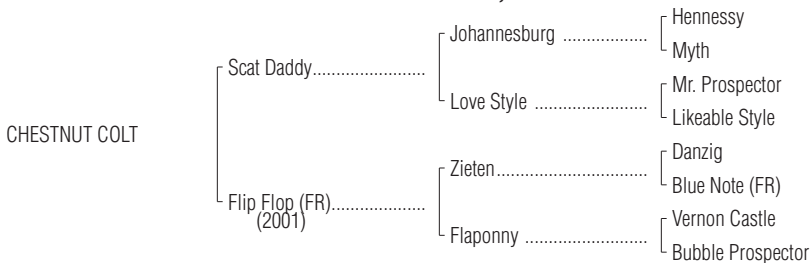 Hennessy
Johannesburg ..................
Myth
Scat Daddy........................
Mr. Prospector
Love Style ........................
Likeable Style
CHESTNUT COLT
Danzig
Zieten................................
Blue Note (FR)
Flip Flop (FR)....................
(2001)
Vernon Castle
Flaponny ..........................
Bubble Prospector